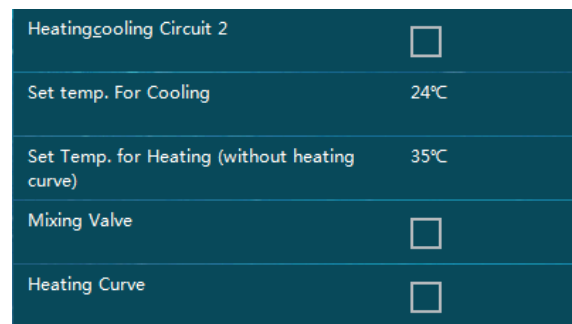 Heatingcooling Circuit 2
Set temp. For Cooling 24℃
Set Temp. for Heating (without heating 35℃
curve)
Mixing Valve
Heating Curve